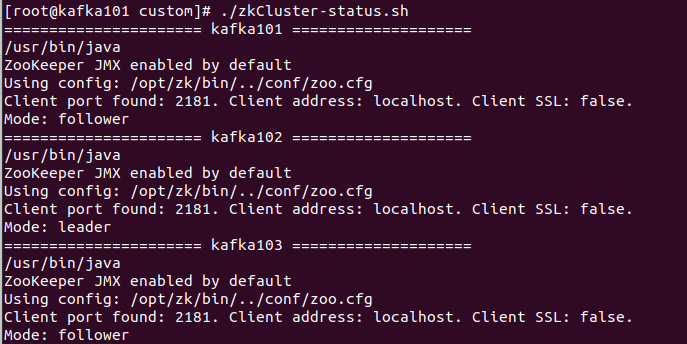 [root@kafka101 custom]# ./zkCluster-status.sh
====================== kafka101 ====================
/usr/bin/java
ZooKeeper JMX enabled by default
Using config: /opt/zk/bin/../conf/zoo.cfg
Client port found: 2181. Client address: localhost. Client SSL: false.
Mode: follower
====================== kafka102 ====================
/usr/bin/java
ZooKeeper JMX enabled by default
Using config: /opt/zk/bin/../conf/zoo.cfg
Client port found: 2181. Client address: localhost. Client SSL: false.
Mode: leader
====================== kafka103 ====================
/usr/bin/java
ZooKeeper JMX enabled by default
Using config: /opt/zk/bin/../conf/zoo.cfg
Client port found: 2181. Client address: localhost. Client SSL: false.
Mode: follower